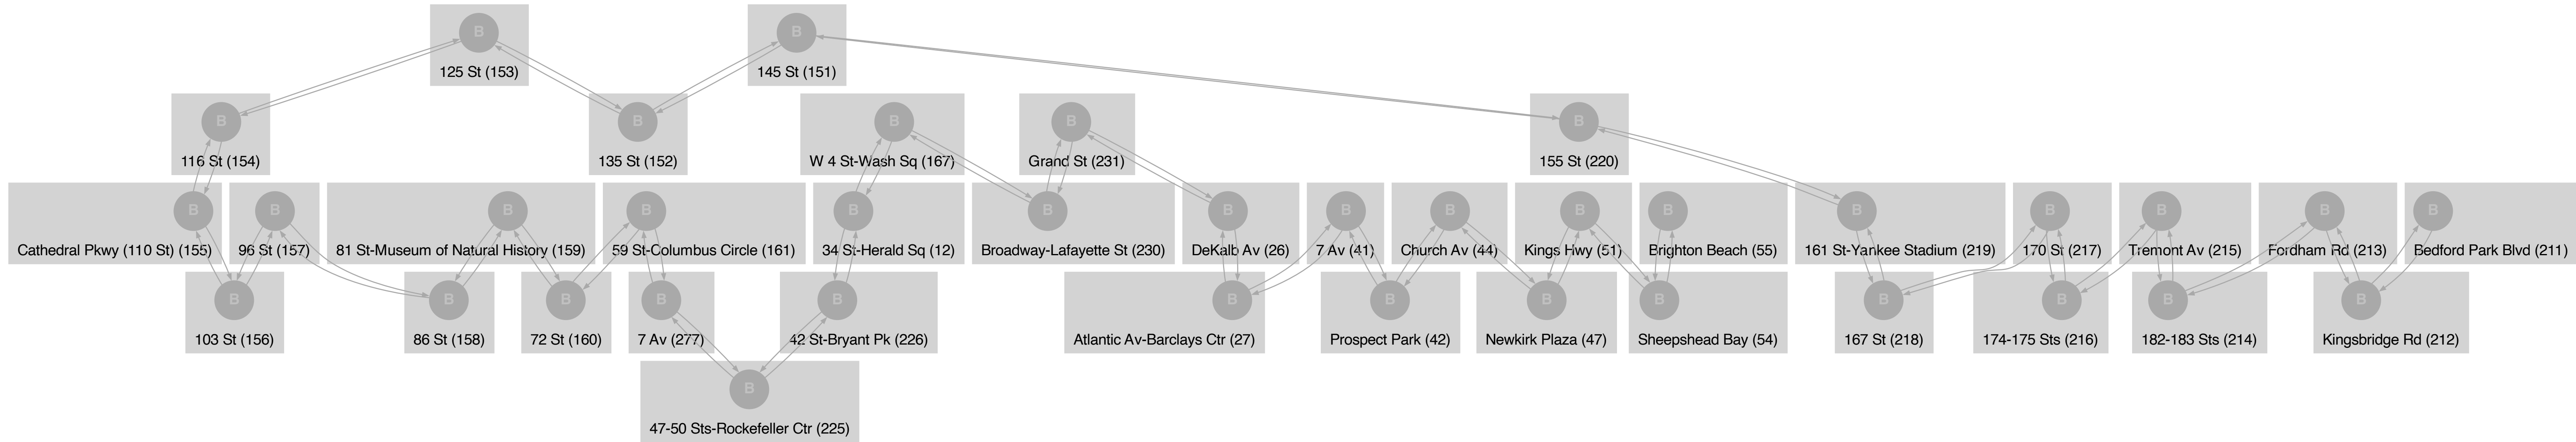 B B
125 St (153) 145 St (151)
B B B B B
116 St (154) 135 St (152) W 4 St-Wash Sq (167) Grand St (231) 155 St (220)
B B B B B B B B B B B B B B B B
Cathedral Pkwy (110 St) (155) 96 St (157) 81 St-Museum of Natural History (159) 59 St-Columbus Circle (161) 34 St-Herald Sq (12) Broadway-Lafayette St (230) DeKalb Av (26) 7 Av (41) Church Av (44) Kings Hwy (51) Brighton Beach (55) 161 St-Yankee Stadium (219) 170 St (217) Tremont Av (215) Fordham Rd (213) Bedford Park Blvd (211)
B B B B B B B B B B B B B
103 St (156) 86 St (158) 72 St (160) 7 Av (277) 42 St-Bryant Pk (226) Atlantic Av-Barclays Ctr (27) Prospect Park (42) Newkirk Plaza (47) Sheepshead Bay (54) 167 St (218) 174-175 Sts (216) 182-183 Sts (214) Kingsbridge Rd (212)
B
47-50 Sts-Rockefeller Ctr (225)